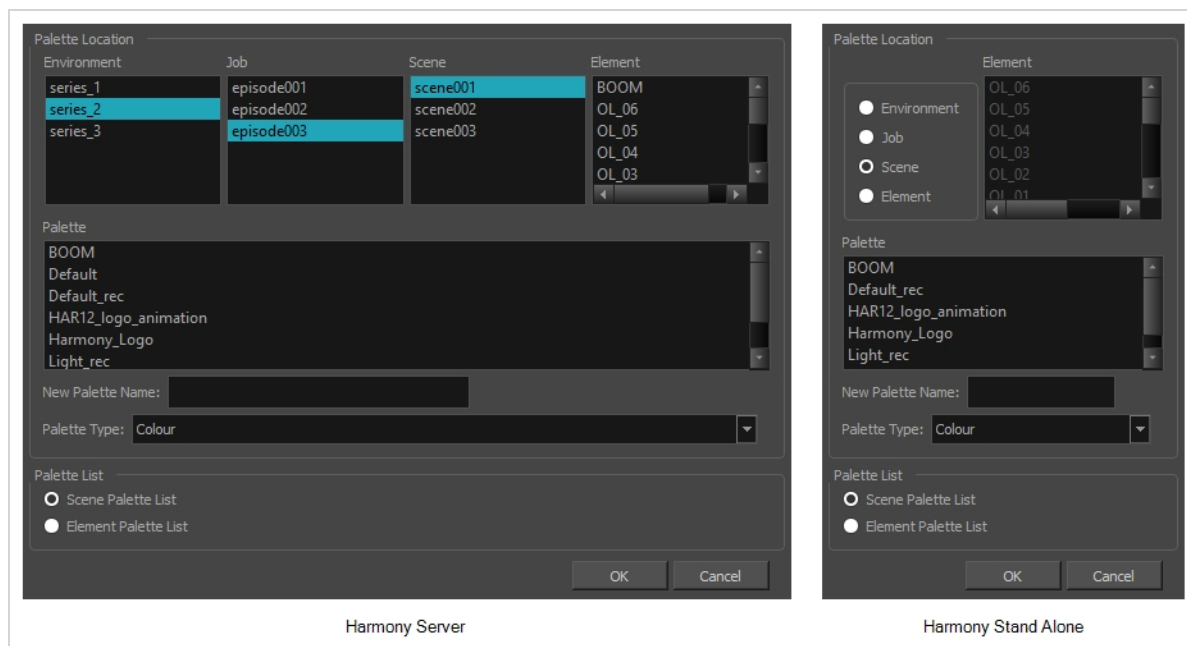 Palette Location
Environment Job Scene Element
series_1 episode001 scene001 BOOM
series_2 episode002 scene002 OL_06
series_3 episode003 scene003 OL_05
OL_04
OL_03
Palette
BOOM
Default
Default_rec
HAR12_logo_animation
Harmony_Logo
Light_rec
New Palette Name:
Palette Type: Colour
Palette List
Scene Palette List
Element Palette List
OK Cancel
Harmony Server
Palette Location
Element
OL_06
Environment OL_05
Job OL_04
OL_03
Scene OL_02
Element OL_01
Palette
BOOM
Default_rec
HAR12_logo_animation
Harmony_Logo
Light_rec
New Palette Name:
Palette Type: Colour
Palette List
Scene Palette List
Element Palette List
OK Cancel
Harmony Stand Alone